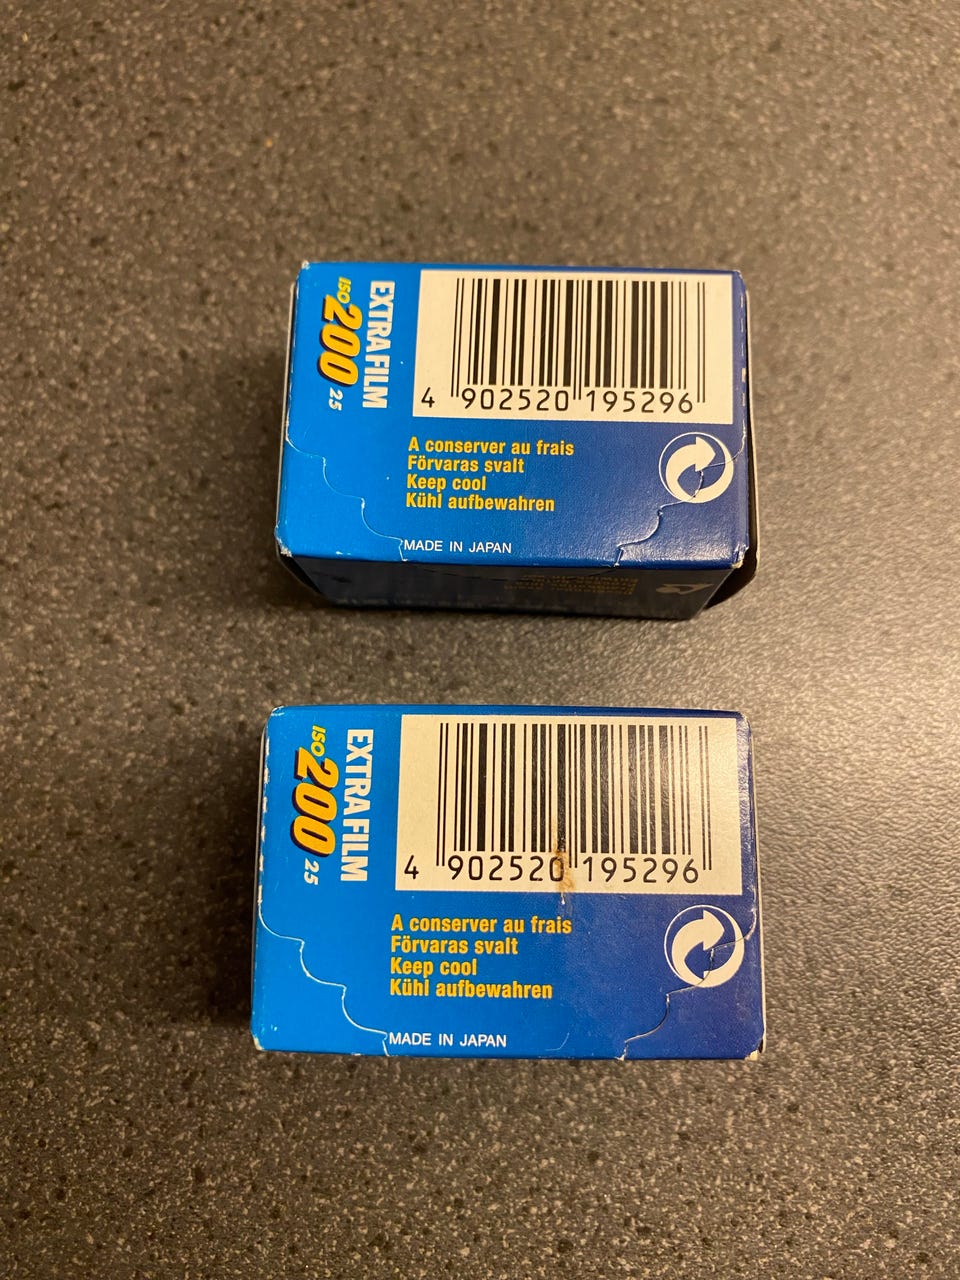 EXTRA FILM
ISO 200 25
4 902520 195296
A conserver au frais
Förvaras svalt
Keep cool
Kühl aufbewahren
MADE IN JAPAN
EXTRA FILM
ISO 200 25
4 902520 195296
A conserver au frais
Förvaras svalt
Keep cool
Kühl aufbewahren
MADE IN JAPAN